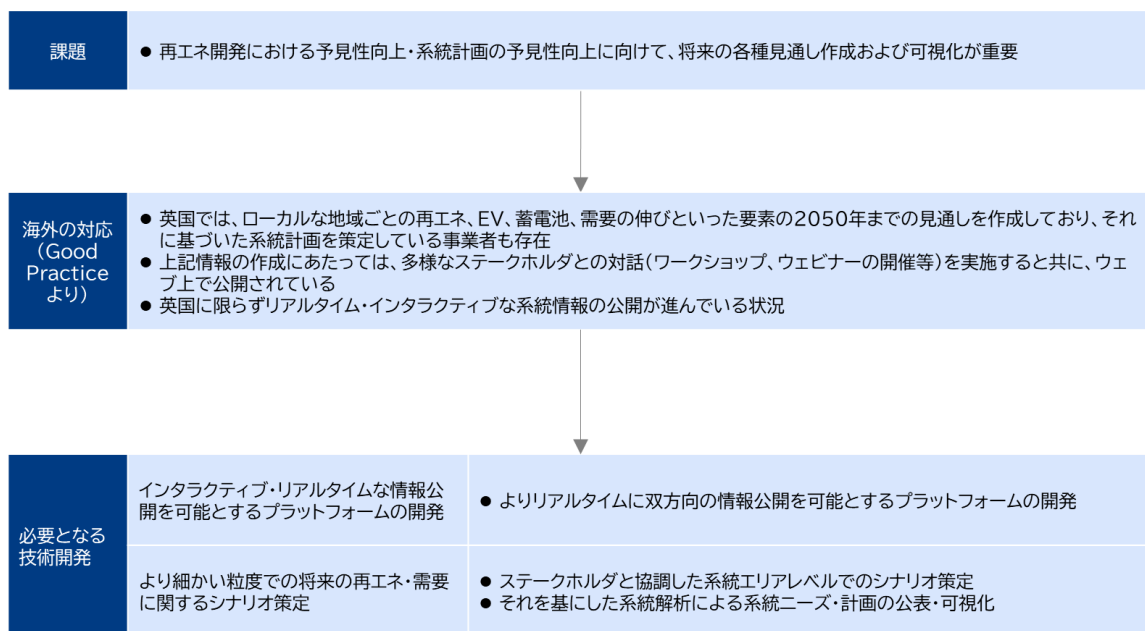 課題
● 再エネ開発における予見性向上・系統計画の予見性向上に向けて、将来の各種見通し作成および可視化が重要
海外の対応
(Good
Practice
より)
● 英国では、ローカルな地域ごとの再エネ、EV、蓄電池、需要の伸びといった要素の2050年までの見通しを作成しており、それ
に基づいた系統計画を策定している事業者も存在
● 上記情報の作成にあたっては、多様なステークホルダとの対話(ワークショップ、ウェビナーの開催等)を実施すると共に、ウェ
ブ上で公開されている
● 英国に限らずリアルタイム・インタラクティブな系統情報の公開が進んでいる状況
必要となる
技術開発
インタラクティブ・リアルタイムな情報公
開を可能とするプラットフォームの開発
● よりリアルタイムに双方向の情報公開を可能とするプラットフォームの開発
より細かい粒度での将来の再エネ・需要
に関するシナリオ策定
● ステークホルダと協調した系統エリアレベルでのシナリオ策定
● それを基にした系統解析による系統ニーズ・計画の公表・可視化